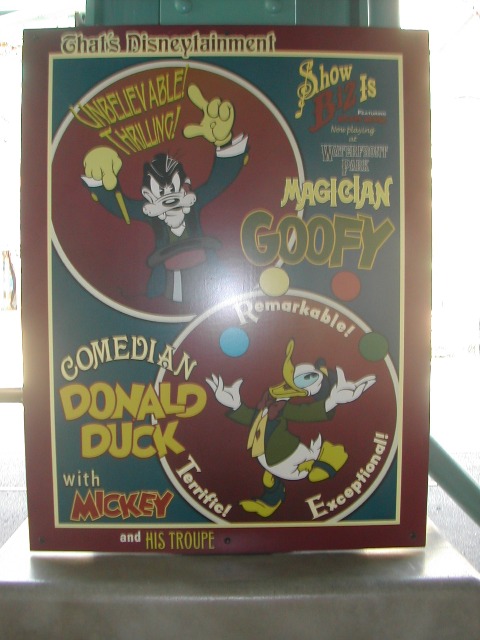 That's Disneytainment
UNBELIEVABLE!
THRILLING!
Show
BIZ Is
Now playing
at
WATERFRONT
PARK
MAGICIAN
GOOFY
Remarkable!
COMEDIAN
DONALD
DUCK
with
MICKEY
Terrific!
Exceptional!
and HIS TROUPE